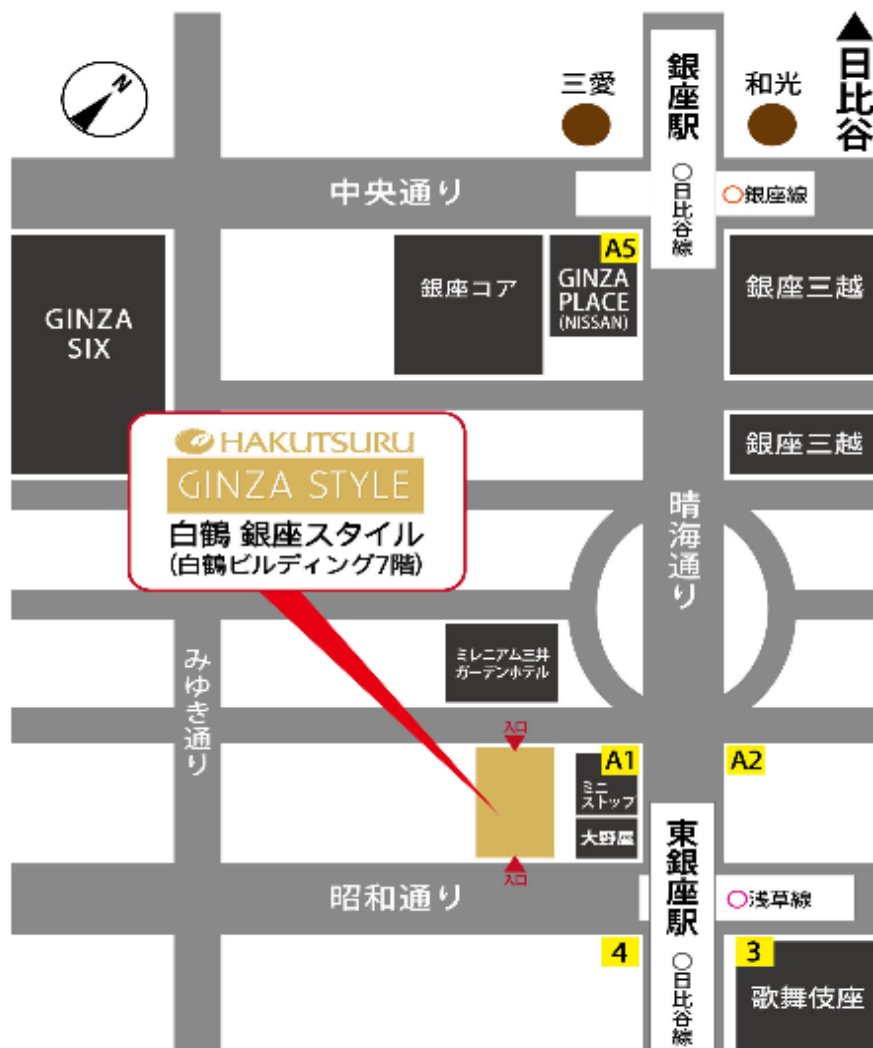 N
三愛
銀座駅
○日比谷線
和光
▲日比谷
中央通り
○銀座線
GINZA
SIX
銀座コア
A5
GINZA
PLACE
(NISSAN)
銀座三越
銀座三越
HAKUTSURU
GINZA STYLE
白鶴 銀座スタイル
(白鶴ビルディング7階)
晴海通り
みゆき通り
ミレニアム三井
ガーデンホテル
入口
A1
ミニ
ストップ
大野屋
A2
入口
昭和通り
東銀座駅
○日比谷線
○浅草線
4
3
歌舞伎座